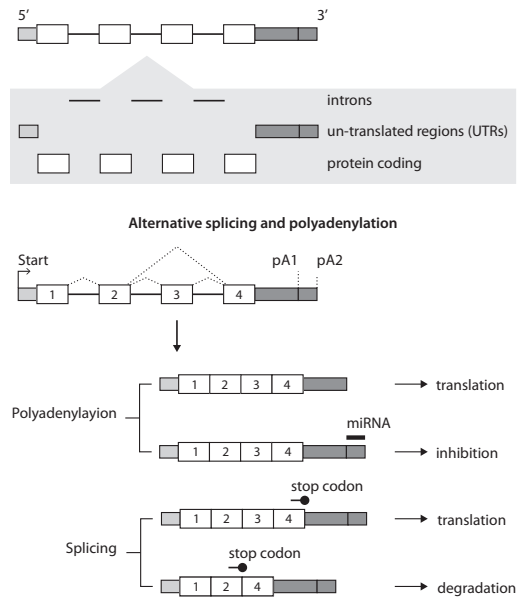 5′ 3′
introns
un-translated regions (UTRs)
protein coding
Alternative splicing and polyadenylation
Start pA1 pA2
1 2 3 4
1 2 3 4 translation
Polyadenylayion
miRNA
1 2 3 4 inhibition
stop codon
1 2 3 4 translation
Splicing
stop codon
1 2 4 degradation